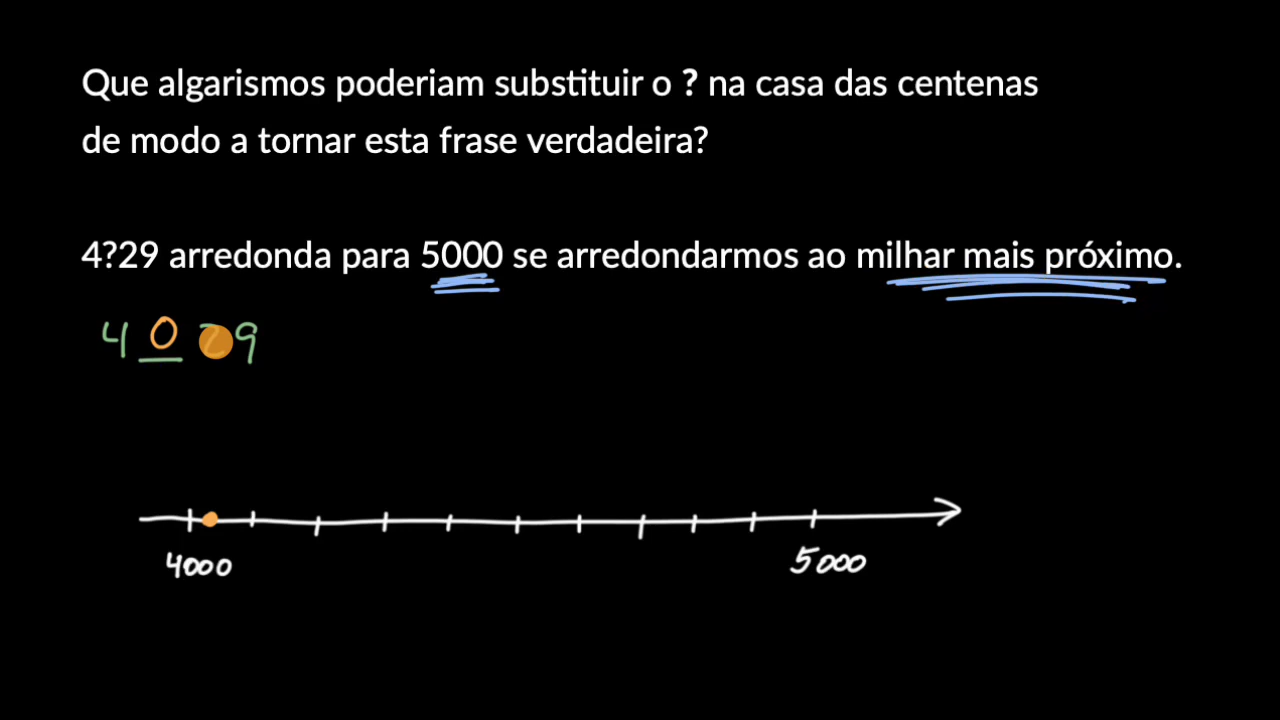 Que algarismos poderiam substituir o ? na casa das centenas
de modo a tornar esta frase verdadeira?
4?29 arredonda para 5000 se arredondarmos ao milhar mais próximo.
4 0 29
4000 5000